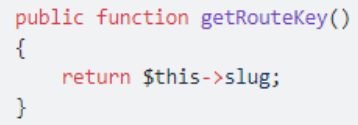 public function getRouteKey()
{
    return $this->slug;
}